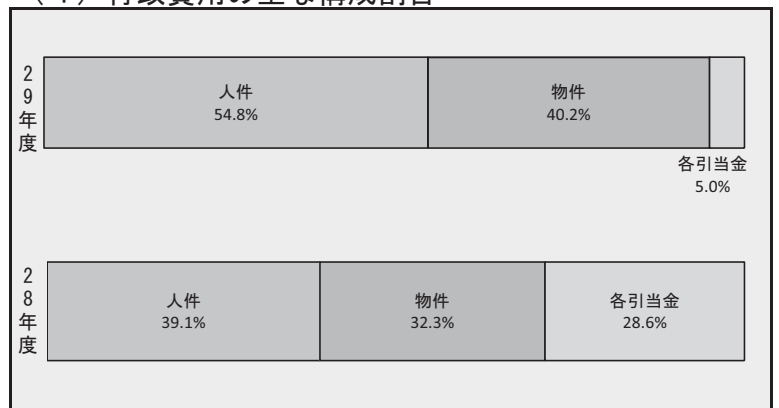 29年度
人件
54.8%
物件
40.2%
各引当金
5.0%
28年度
人件
39.1%
物件
32.3%
各引当金
28.6%